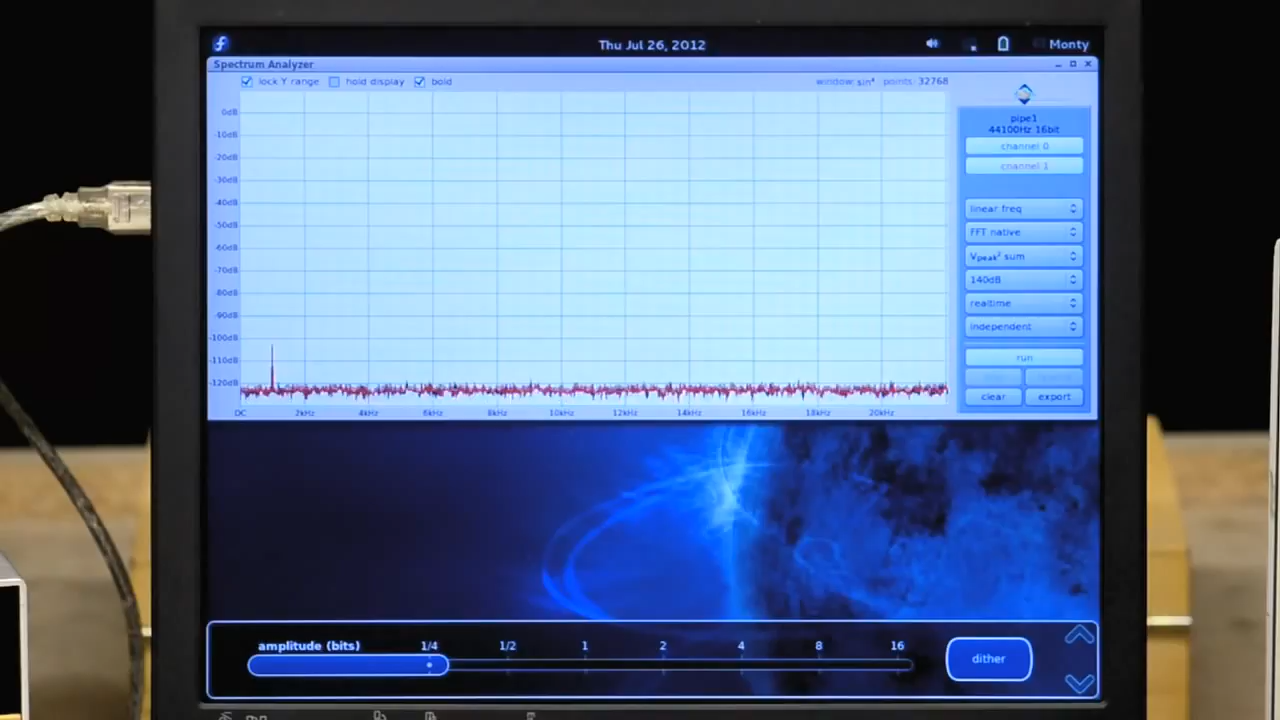 Thu Jul 26, 2012
Monty
Spectrum Analyzer
lock Y range
hold display
bold
window: sin⁴ points: 32768
0dB
-10dB
-20dB
-30dB
-40dB
-50dB
-60dB
-70dB
-80dB
-90dB
-100dB
-110dB
-120dB
DC 2kHz 4kHz 6kHz 8kHz 10kHz 12kHz 14kHz 16kHz 18kHz 20kHz
pipe1
44100Hz 16bit
channel 0
channel 1
linear freq
FFT native
Vpeak² sum
140dB
realtime
independent
run
clear
export
amplitude (bits) 1/4 1/2 1 2 4 8 16
dither